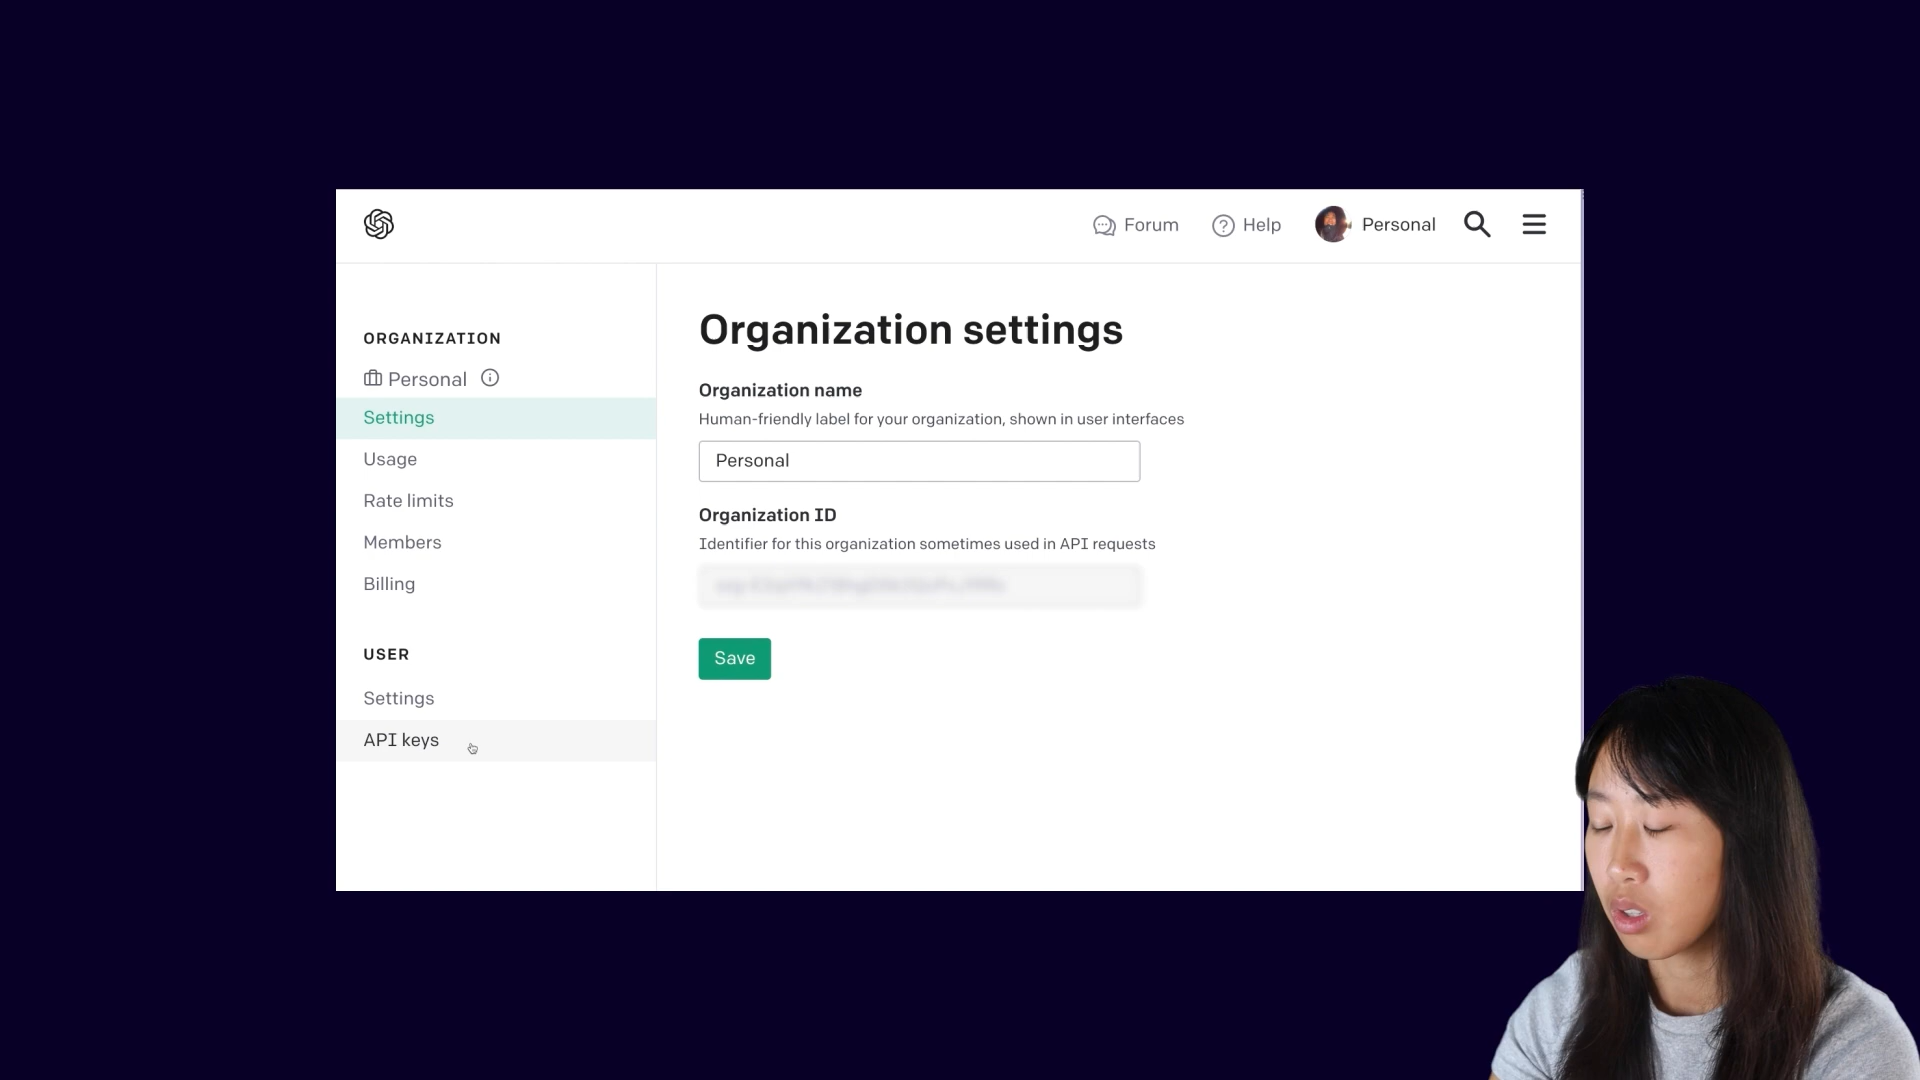 Forum
Help
Personal
ORGANIZATION
Personal
Settings
Usage
Rate limits
Members
Billing
USER
Settings
API keys
Organization settings
Organization name
Human-friendly label for your organization, shown in user interfaces
Personal
Organization ID
Identifier for this organization sometimes used in API requests
Save